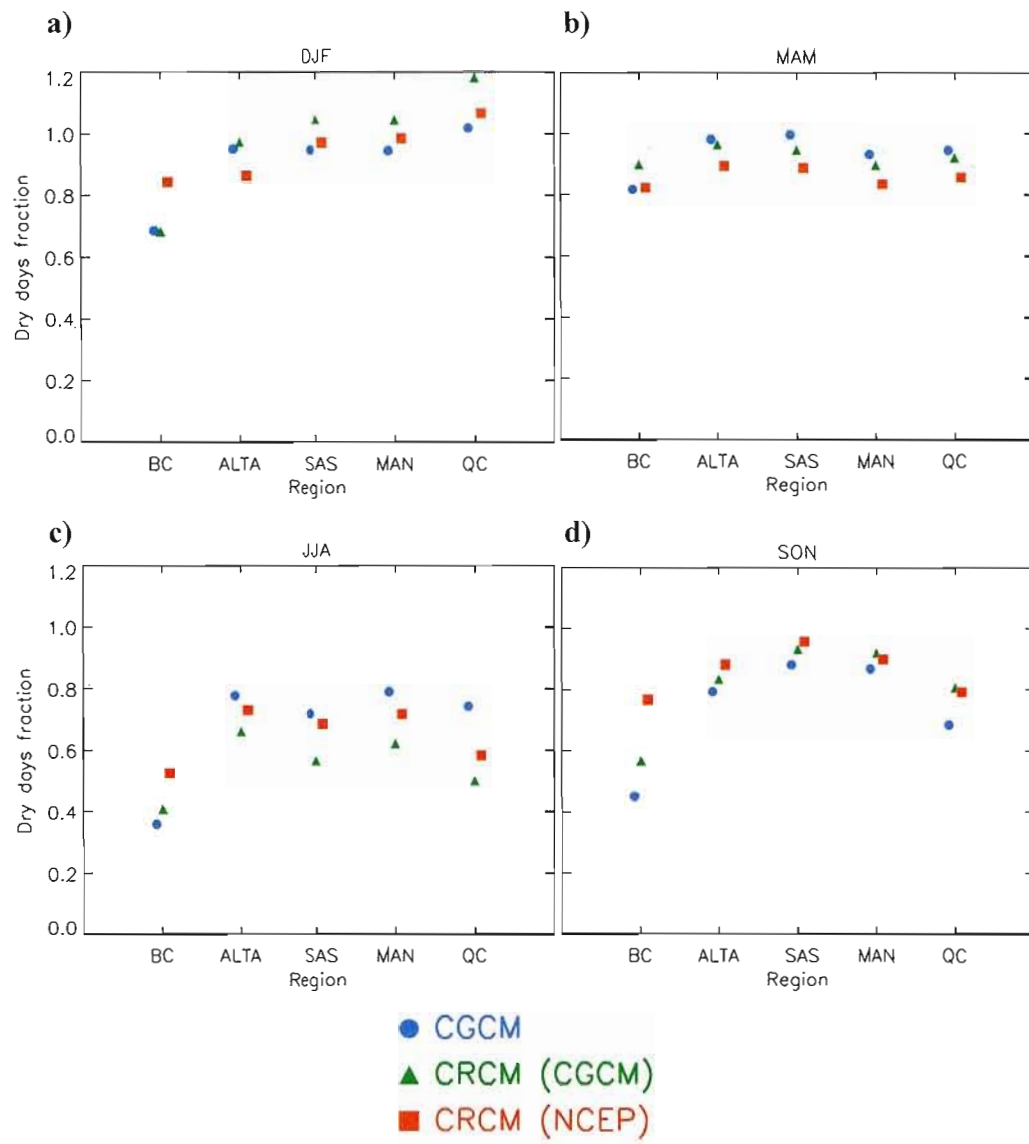 a)
DJF
1.2
1.0
0.8
0.6
0.4
0.2
0.0
Dry days fraction
BC ALTA SAS MAN QC
Region
b)
MAM
BC ALTA SAS MAN QC
Region
c)
JJA
1.2
1.0
0.8
0.6
0.4
0.2
0.0
Dry days fraction
BC ALTA SAS MAN QC
Region
d)
SON
BC ALTA SAS MAN QC
Region
CGCM
CRCM (CGCM)
CRCM (NCEP)